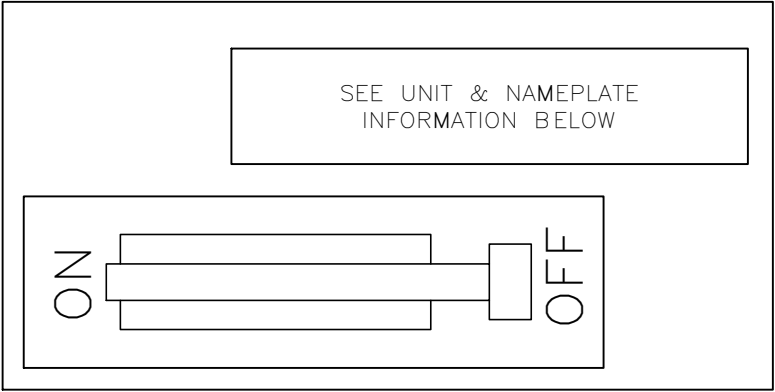 SEE UNIT & NAMEPLATE
INFORMATION BELOW
ON
OFF